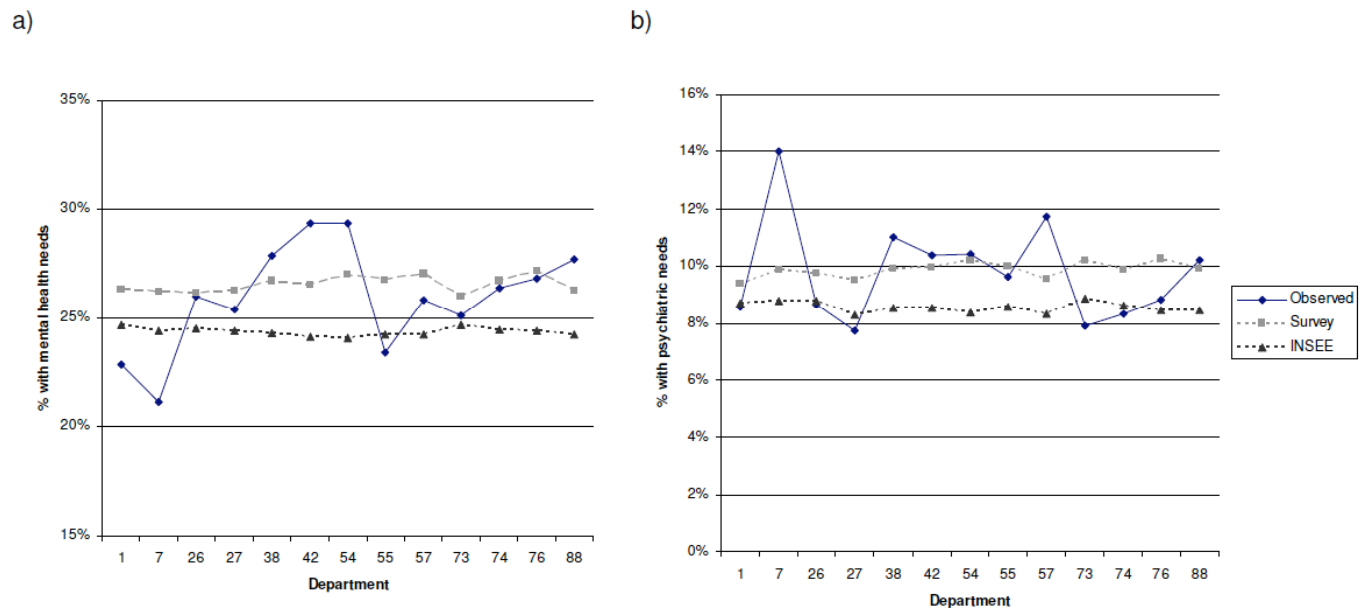 a)
35%
30%
25%
20%
15%
% with mental health needs
1 7 26 27 38 42 54 55 57 73 74 76 88
Department
b)
16%
14%
12%
10%
8%
6%
4%
2%
0%
% with psychiatric needs
1 7 26 27 38 42 54 55 57 73 74 76 88
Department
Observed
Survey
INSEE